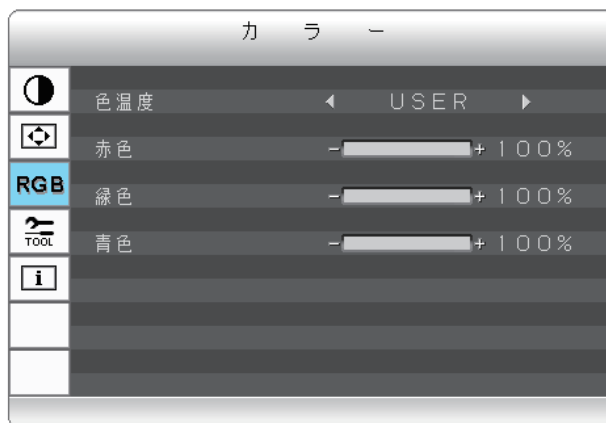 カラー
色温度 ◀ USER ▶
赤色 - + 100%
RGB
緑色 - + 100%
TOOL
青色 - + 100%
i